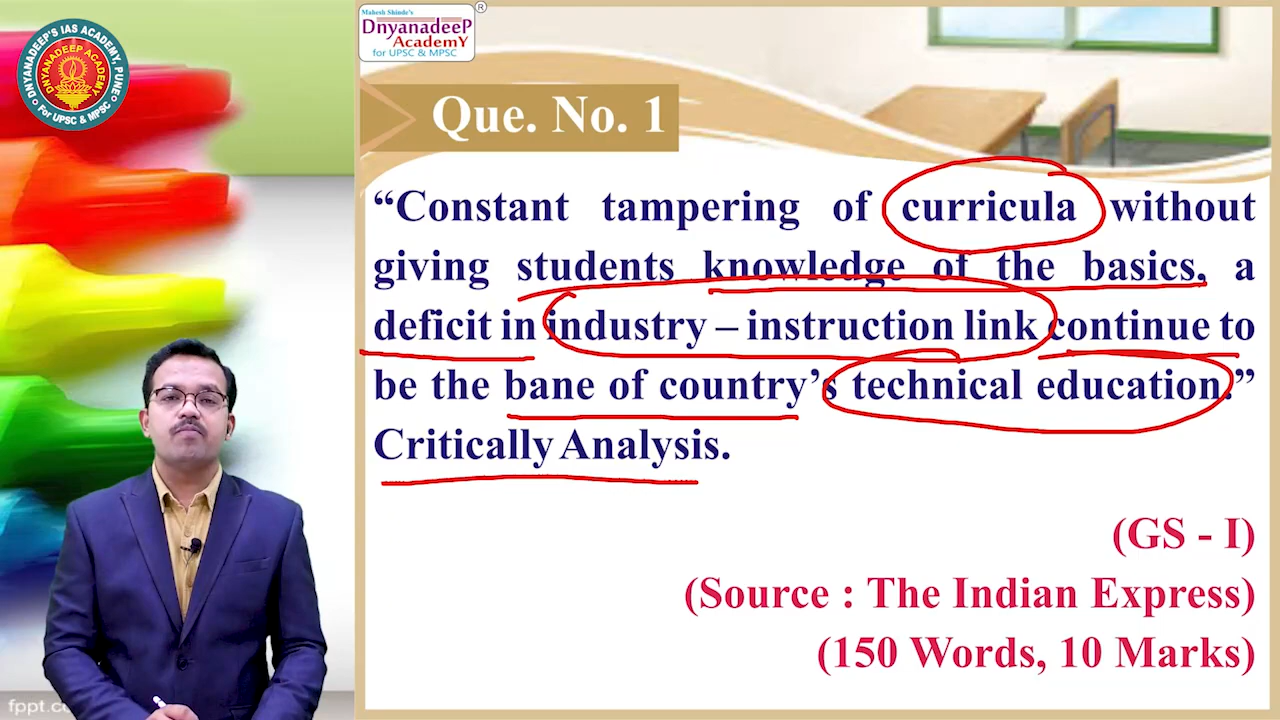 DNYANADEEP'S IAS ACADEMY, PUNE
DNYANADEEP ACADEMY
For UPSC & MPSC
Mahesh Shinde's
DnyanadeeP
AcademY
for UPSC & MPSC
®
Que. No. 1
“Constant tampering of curricula without
giving students knowledge of the basics, a
deficit in industry – instruction link continue to
be the bane of country’s technical education.”
Critically Analysis.
(GS - I)
(Source : The Indian Express)
(150 Words, 10 Marks)